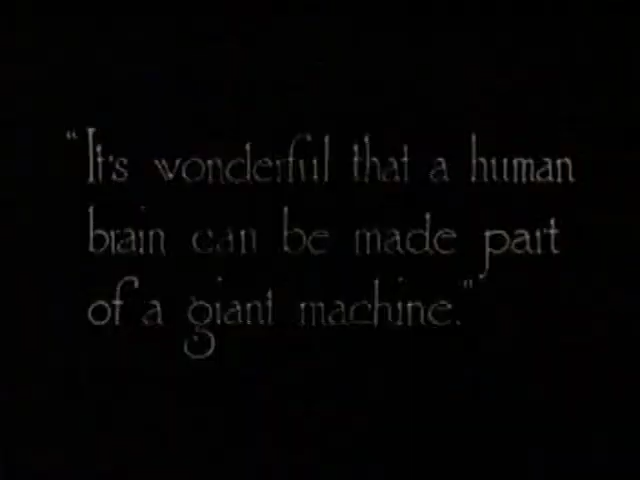 "It's wonderful that a human
brain can be made part
of a giant machine."